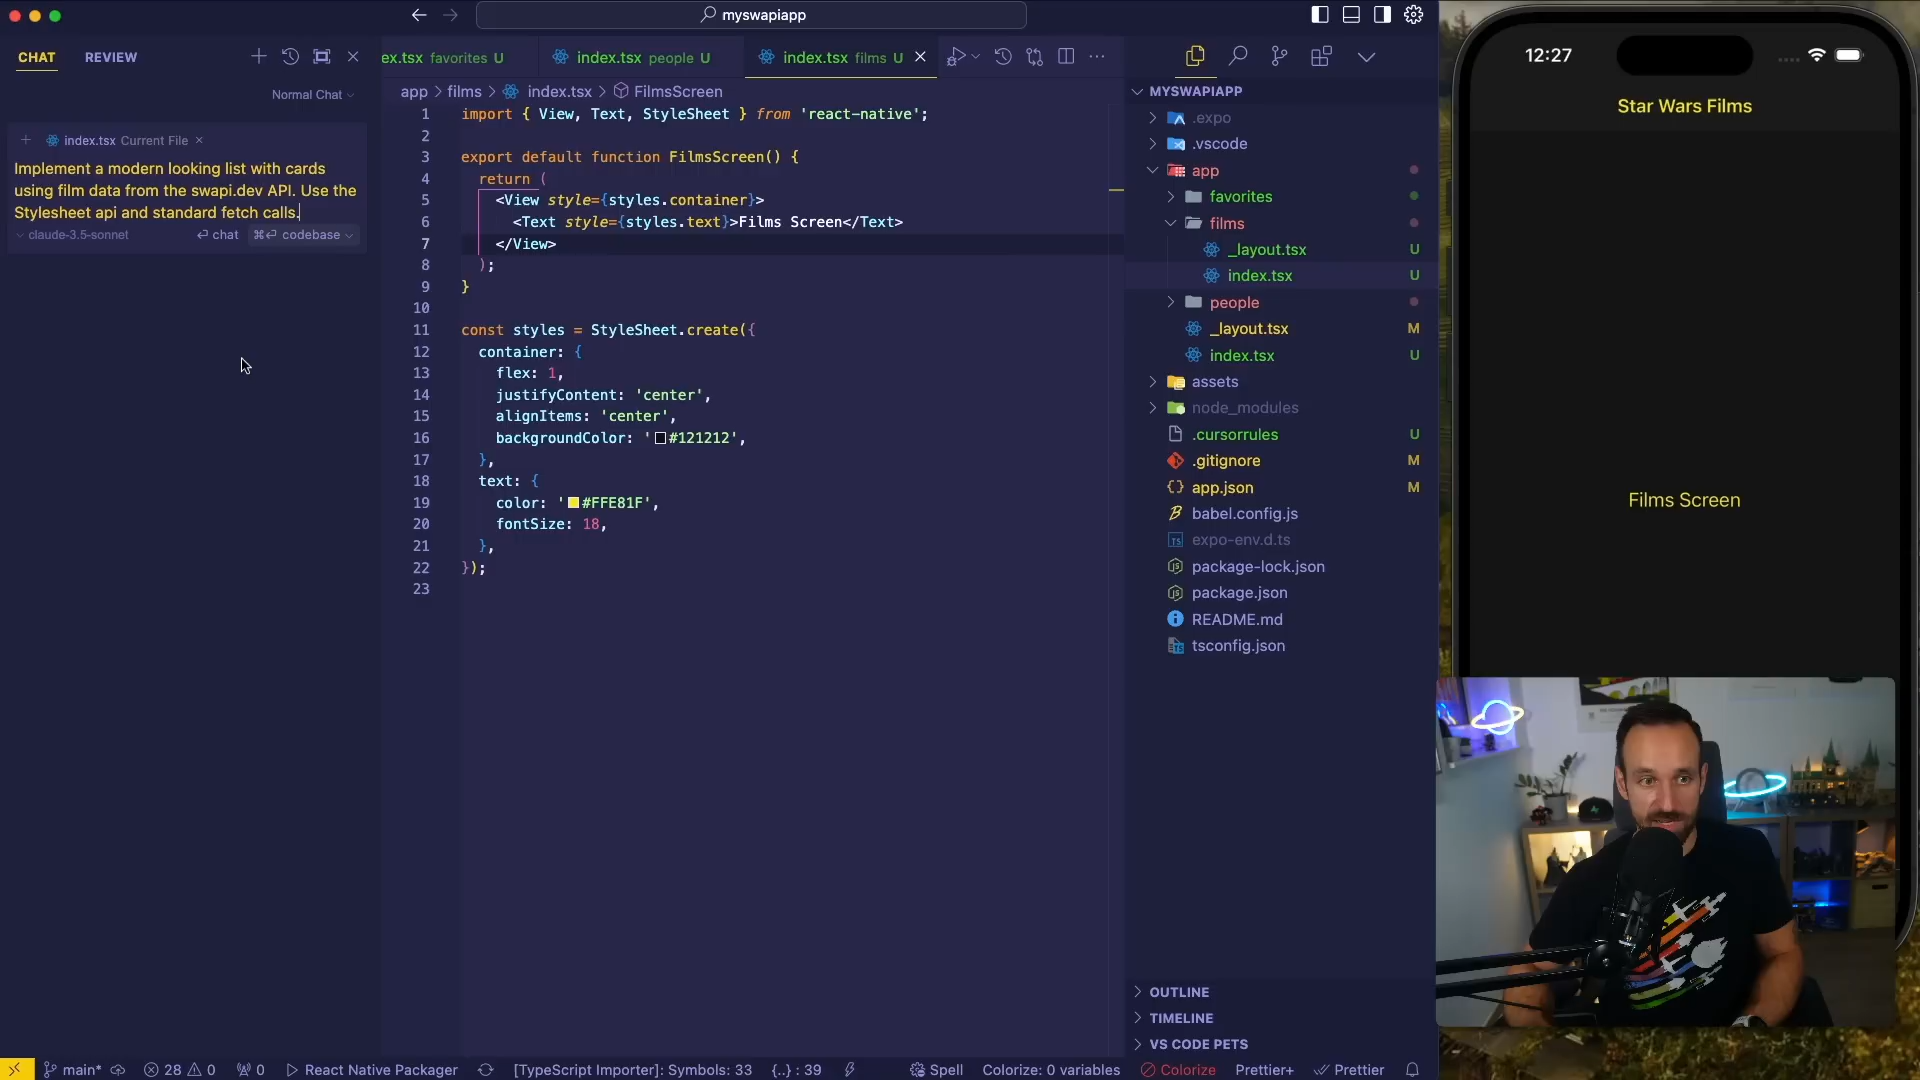 myswapiapp
CHAT
REVIEW
Normal Chat
index.tsx Current File
Implement a modern looking list with cards
using film data from the swapi.dev API. Use the
Stylesheet api and standard fetch calls.
claude-3.5-sonnet
chat
codebase
ex.tsx favorites U
index.tsx people U
index.tsx films U
app > films > index.tsx > FilmsScreen
1 import { View, Text, StyleSheet } from 'react-native';
2
3 export default function FilmsScreen() {
4 return (
5 <View style={styles.container}>
6 <Text style={styles.text}>Films Screen</Text>
7 </View>
8 );
9 }
10
11 const styles = StyleSheet.create({
12 container: {
13 flex: 1,
14 justifyContent: 'center',
15 alignItems: 'center',
16 backgroundColor: '#121212',
17 },
18 text: {
19 color: '#FFE81F',
20 fontSize: 18,
21 },
22 });
23
MYSWAPIAPP
.expo
.vscode
app
favorites
films
_layout.tsx U
index.tsx U
people
_layout.tsx M
index.tsx U
assets
node_modules
.cursorrules U
.gitignore M
app.json M
babel.config.js
expo-env.d.ts
package-lock.json
package.json
README.md
tsconfig.json
OUTLINE
TIMELINE
VS CODE PETS
12:27
Star Wars Films
Films Screen
main*
28
0
0
React Native Packager
[TypeScript Importer]: Symbols: 33
{..} : 39
Spell
Colorize: 0 variables
Colorize
Prettier+
Prettier